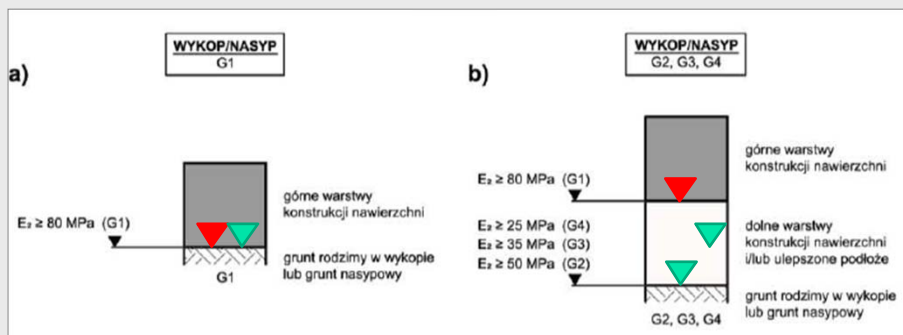 WYKOP/NASYP
G1
a)
górne warstwy
konstrukcji nawierzchni
E₂ ≥ 80 MPa (G1)
grunt rodzimy w wykopie
lub grunt nasypowy
G1
WYKOP/NASYP
G2, G3, G4
b)
górne warstwy
konstrukcji nawierzchni
E₂ ≥ 80 MPa (G1)
E₂ ≥ 25 MPa (G4)
E₂ ≥ 35 MPa (G3)
E₂ ≥ 50 MPa (G2)
dolne warstwy
konstrukcji nawierzchni
i/lub ulepszone podłoże
grunt rodzimy w wykopie
lub grunt nasypowy
G2, G3, G4